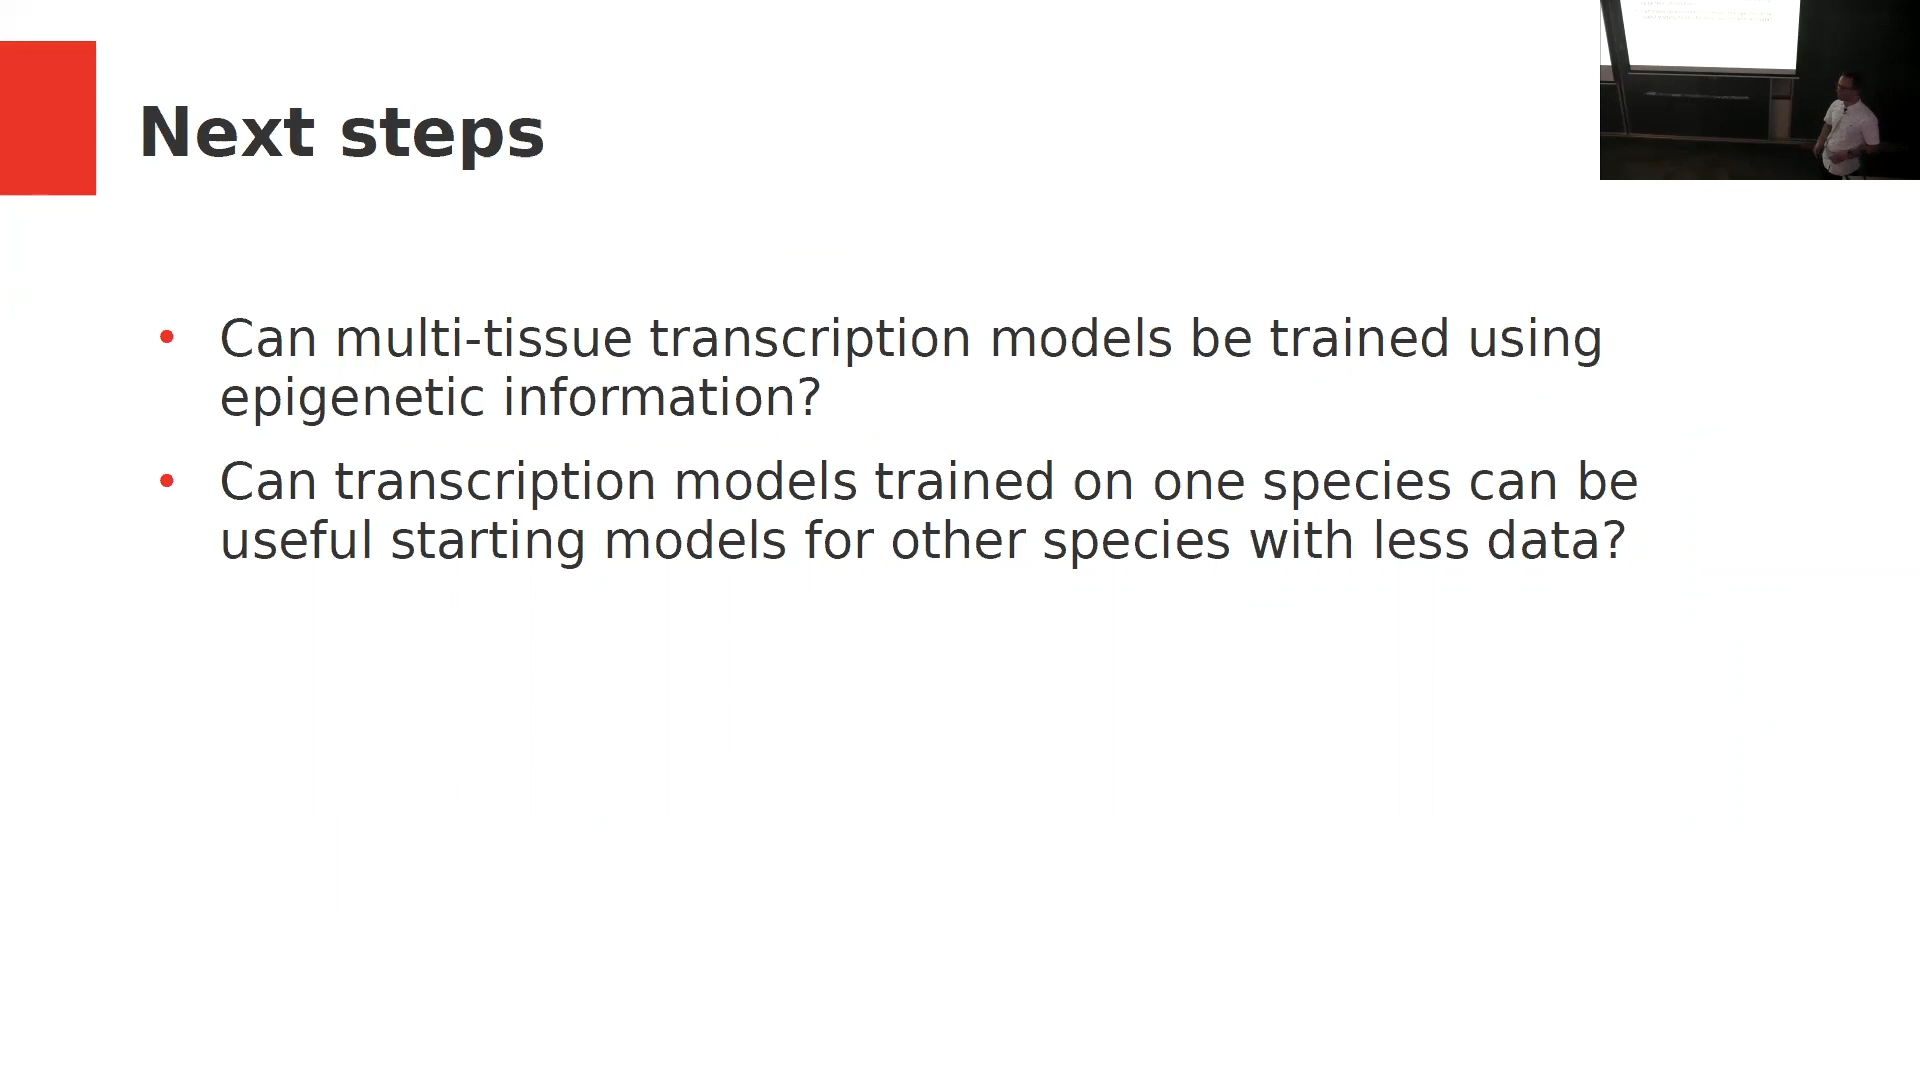 Next steps
• Can multi-tissue transcription models be trained using
epigenetic information?
• Can transcription models trained on one species can be
useful starting models for other species with less data?